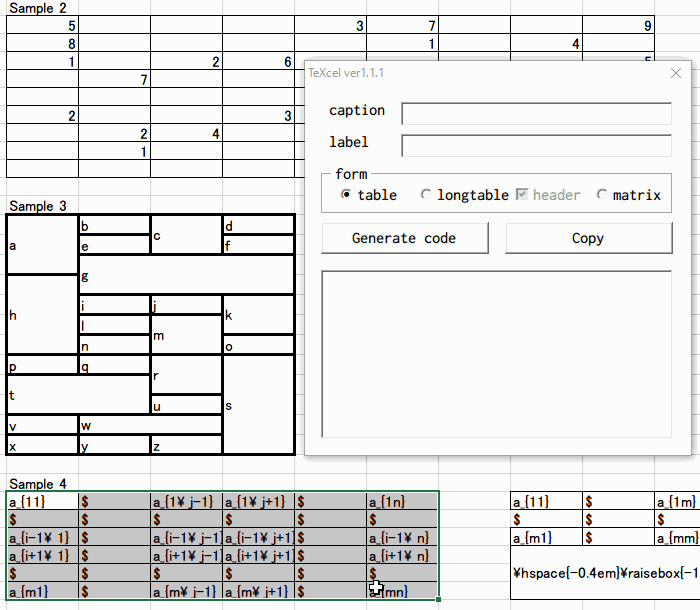 Sample 2
5 3 7 9
8 1 4
1 2 6
7
2 3
2 4
1
TeXcel ver1.1.1
caption
label
form
table longtable header matrix
Generate code Copy
Sample 3
a b c d
e f
g
h i j k
l m
n o
p q r s
t
u
v w
x y z
Sample 4
a_{11} $ a_{1¥ j-1} a_{1¥ j+1} $ a_{1n}
$ $ $ $ $ $
a_{i-1¥ 1} $ a_{i-1¥ j-1} a_{i-1¥ j+1} $ a_{i-1¥ n}
a_{i+1¥ 1} $ a_{i+1¥ j-1} a_{i+1¥ j+1} $ a_{i+1¥ n}
$ $ $ $ $ $
a_{m1} $ a_{m¥ j-1} a_{m¥ j+1} $ a_{mn}
a_{11} $ a_{1m}
$ $ $
a_{m1} $ a_{mm}
¥hspace{-0.4em}¥raisebox{-1